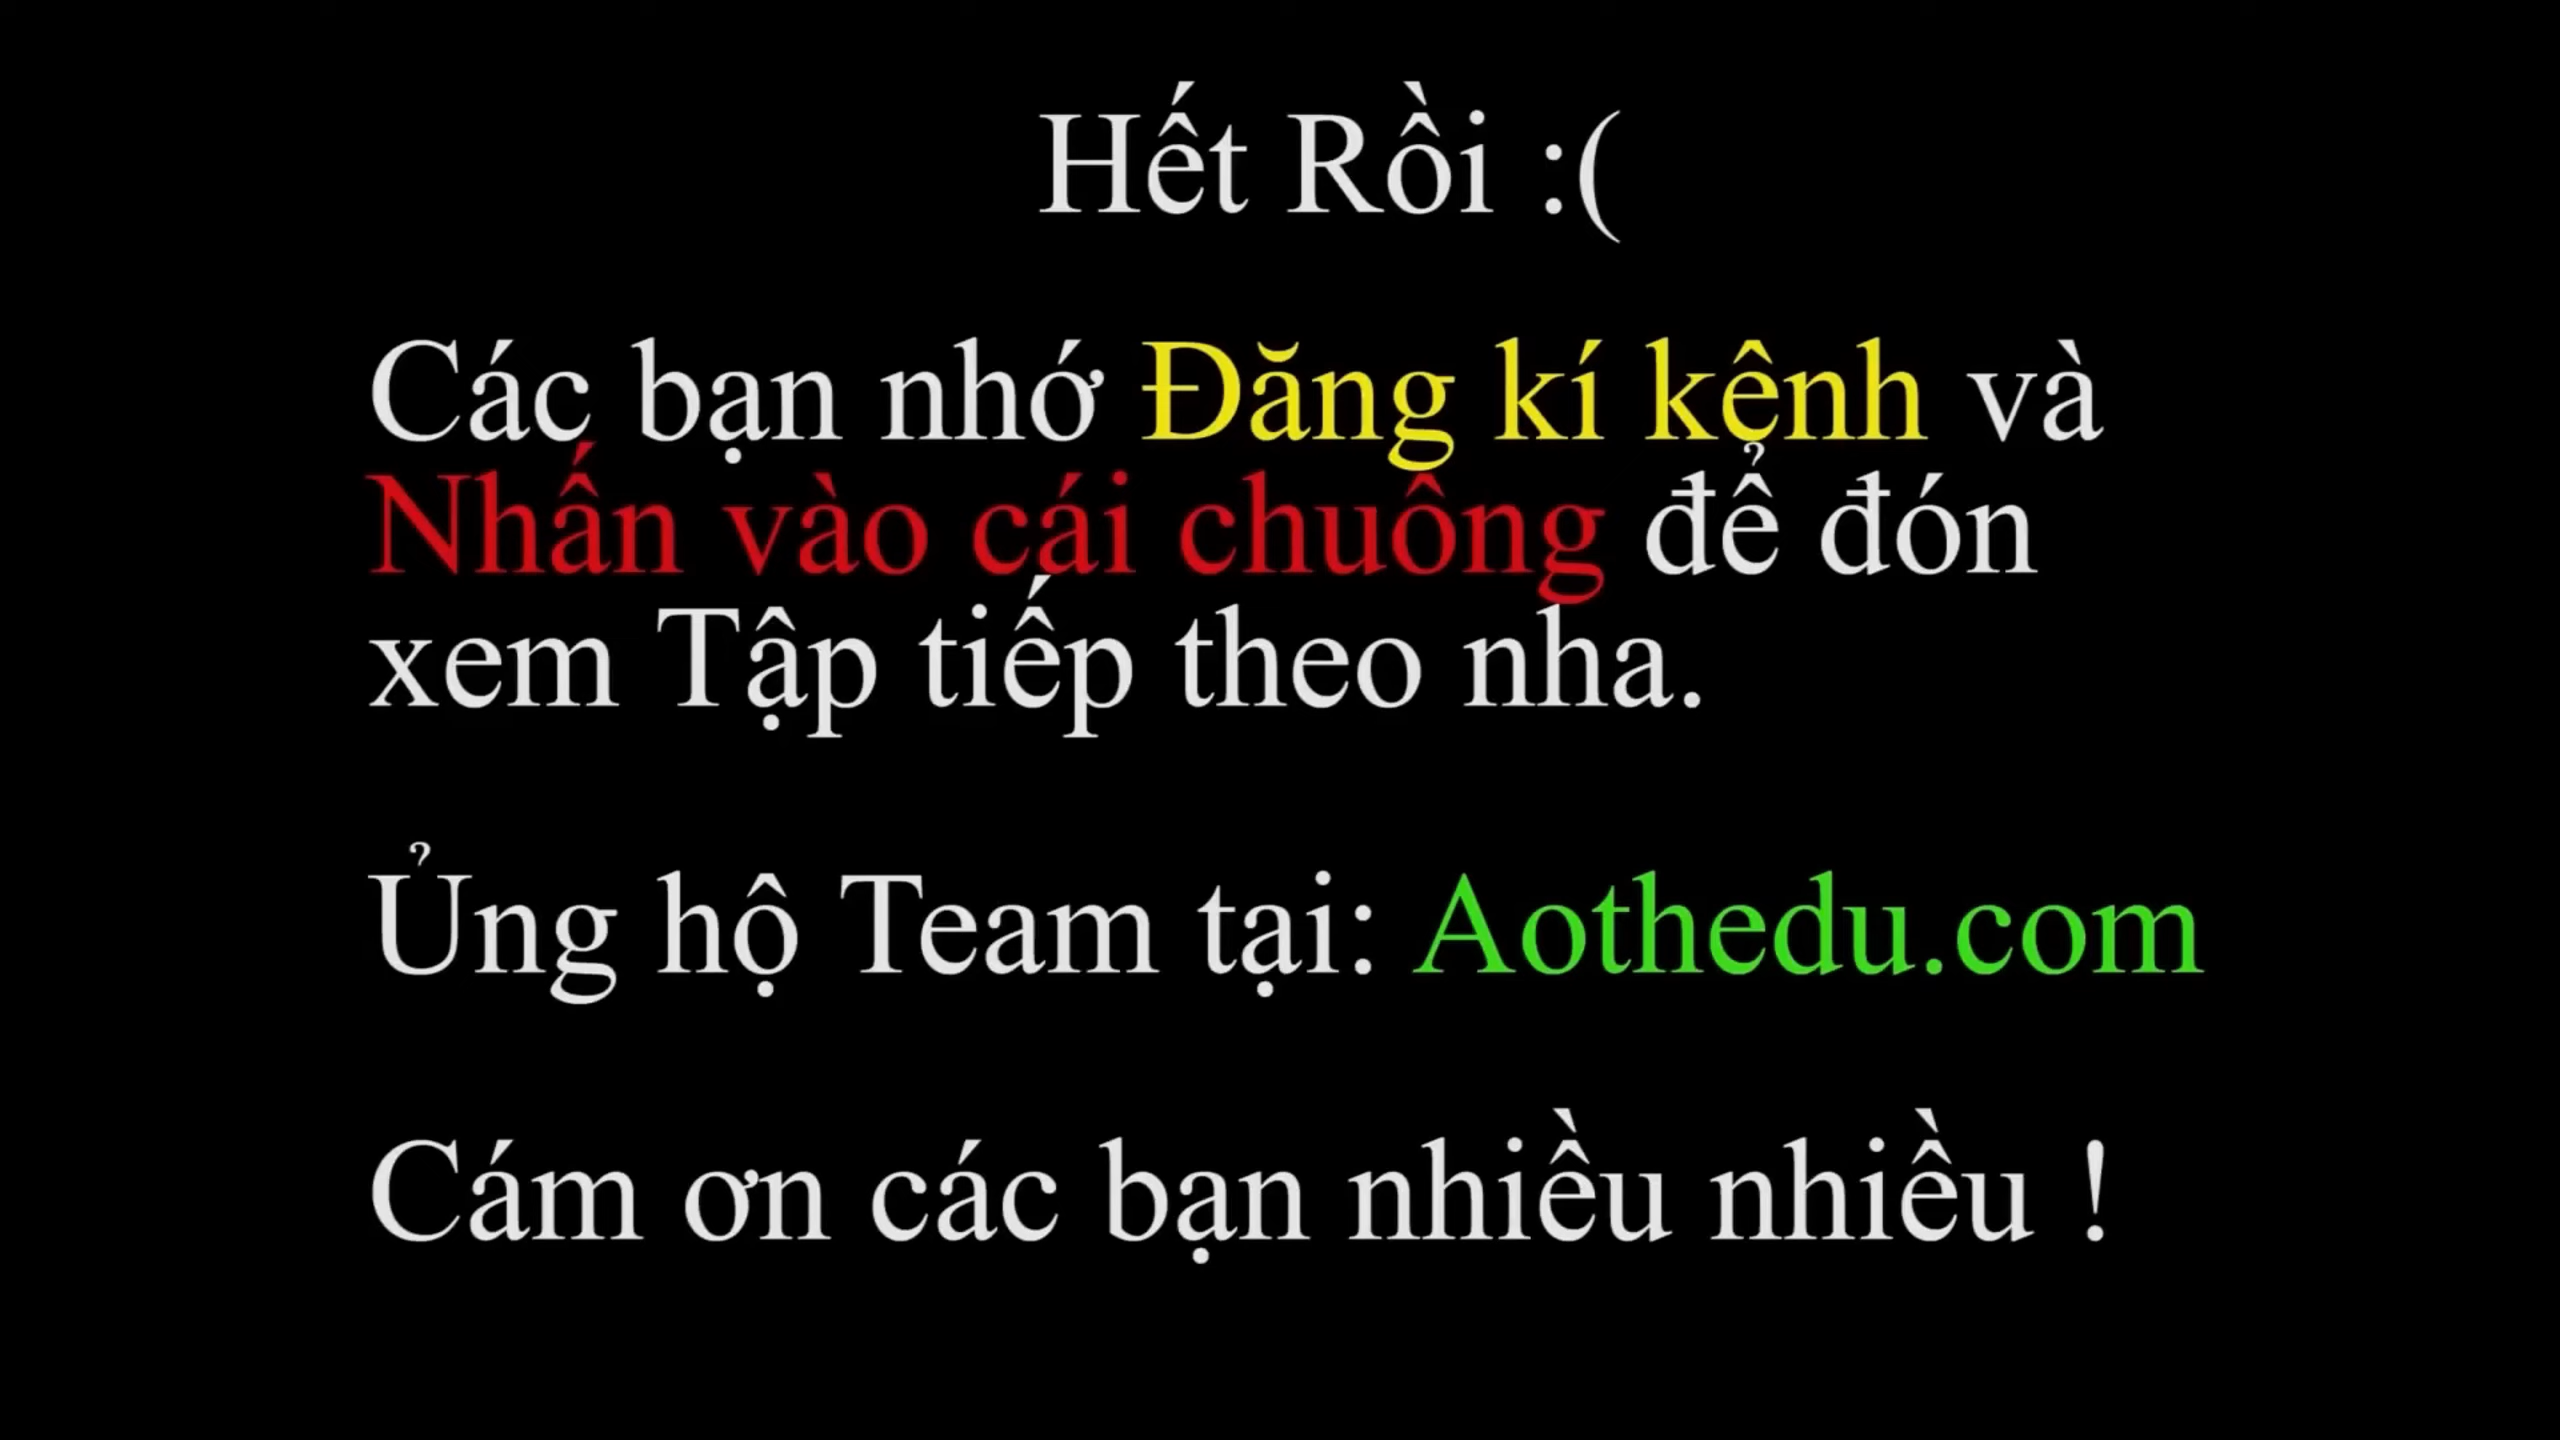 Hết Rồi :(
Các bạn nhớ Đăng kí kênh và
Nhấn vào cái chuông để đón
xem Tập tiếp theo nha.
Ủng hộ Team tại: Aothedu.com
Cám ơn các bạn nhiều nhiều !